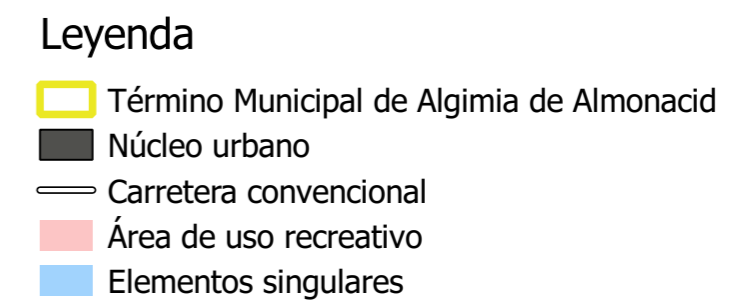 Leyenda
Término Municipal de Algimia de Almonacid
Núcleo urbano
Carretera convencional
Área de uso recreativo
Elementos singulares